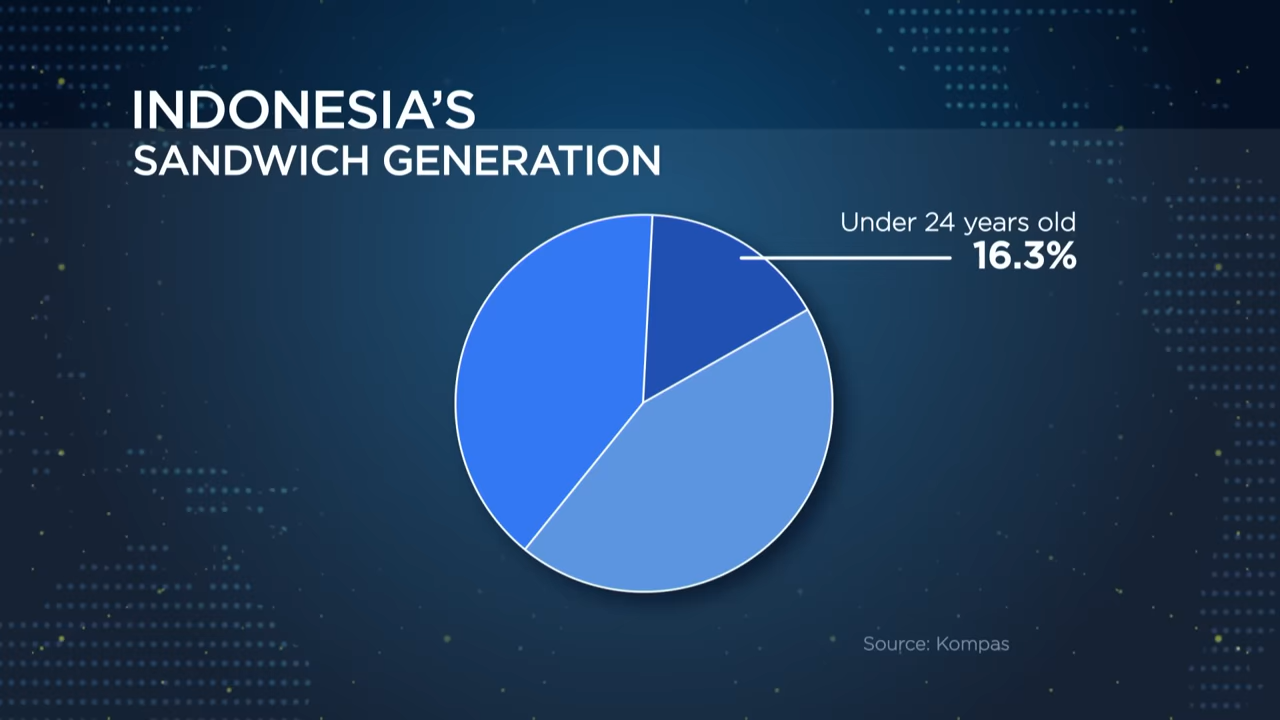 INDONESIA'S
SANDWICH GENERATION
Under 24 years old
16.3%
Source: Kompas